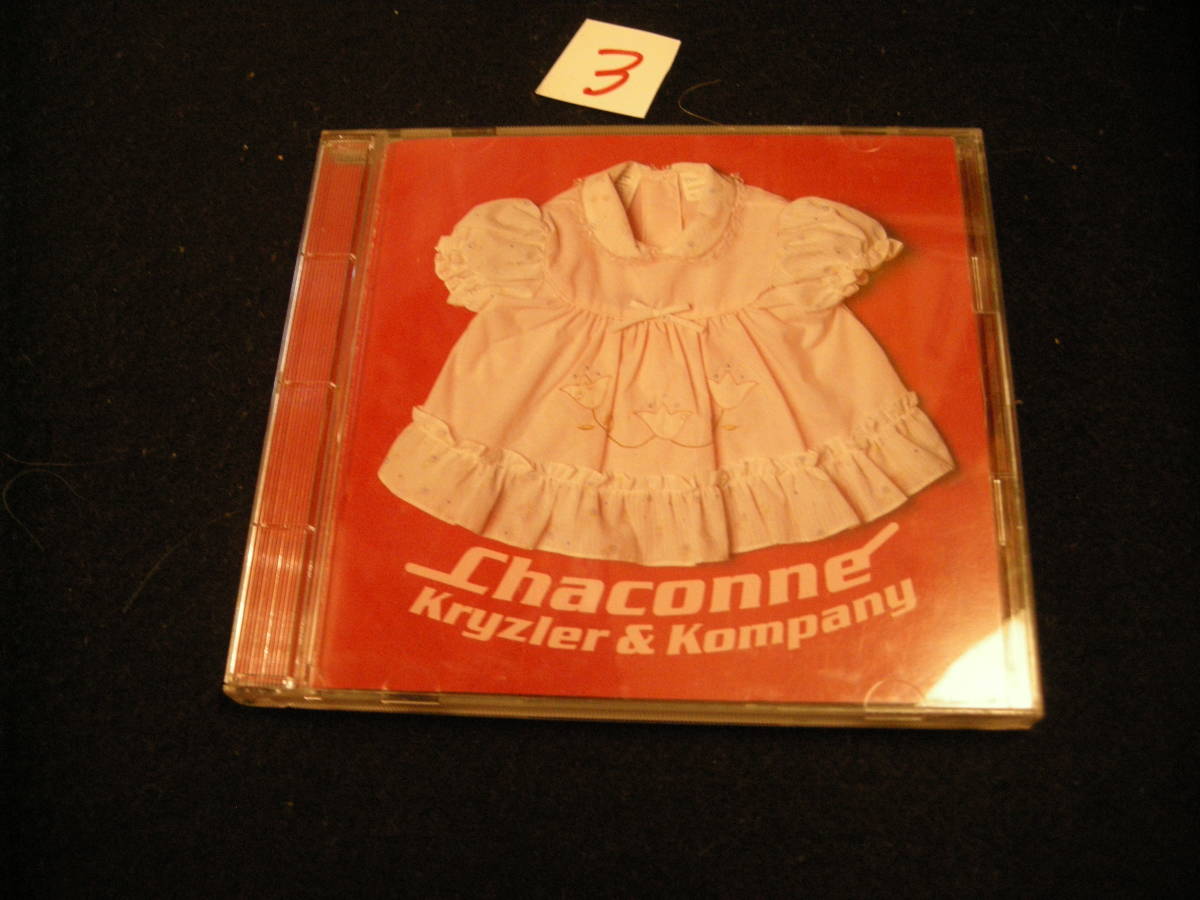 3
Chaconne
Kryzler & Kompany